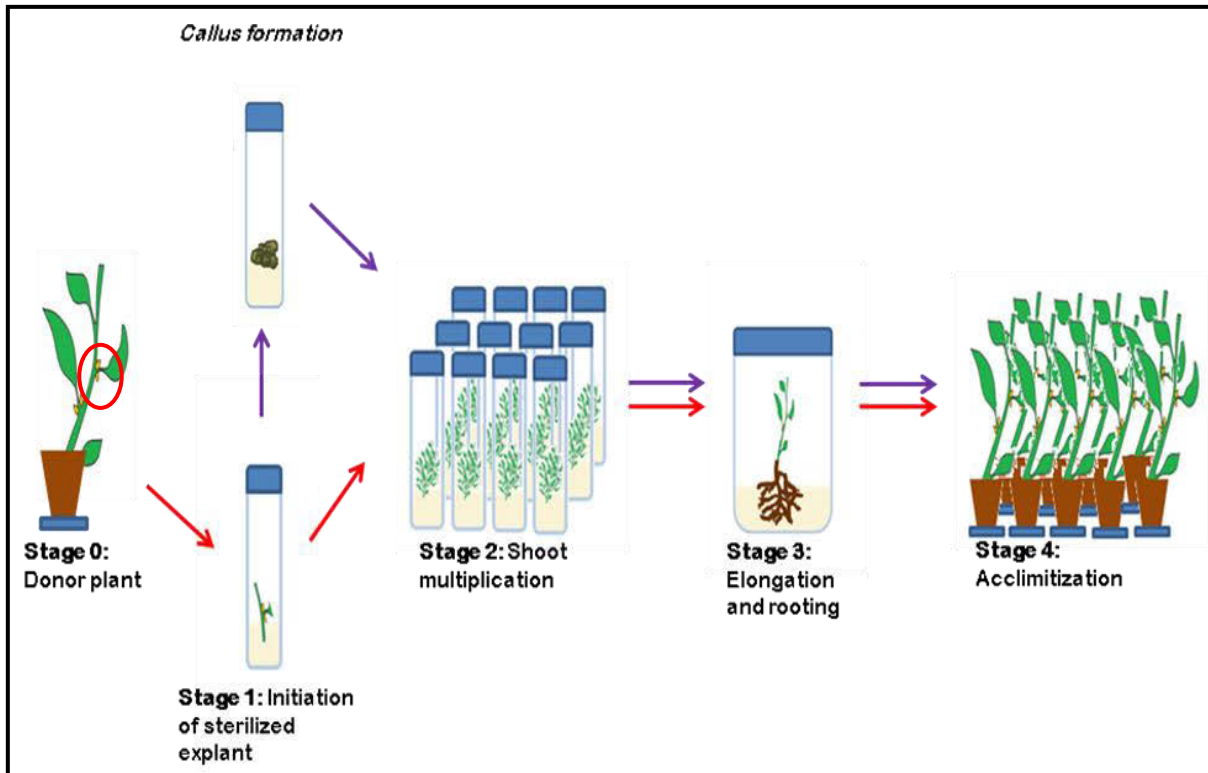 Callus formation
Stage 0:
Donor plant
Stage 1: Initiation
of sterilized
explant
Stage 2: Shoot
multiplication
Stage 3:
Elongation
and rooting
Stage 4:
Acclimitization